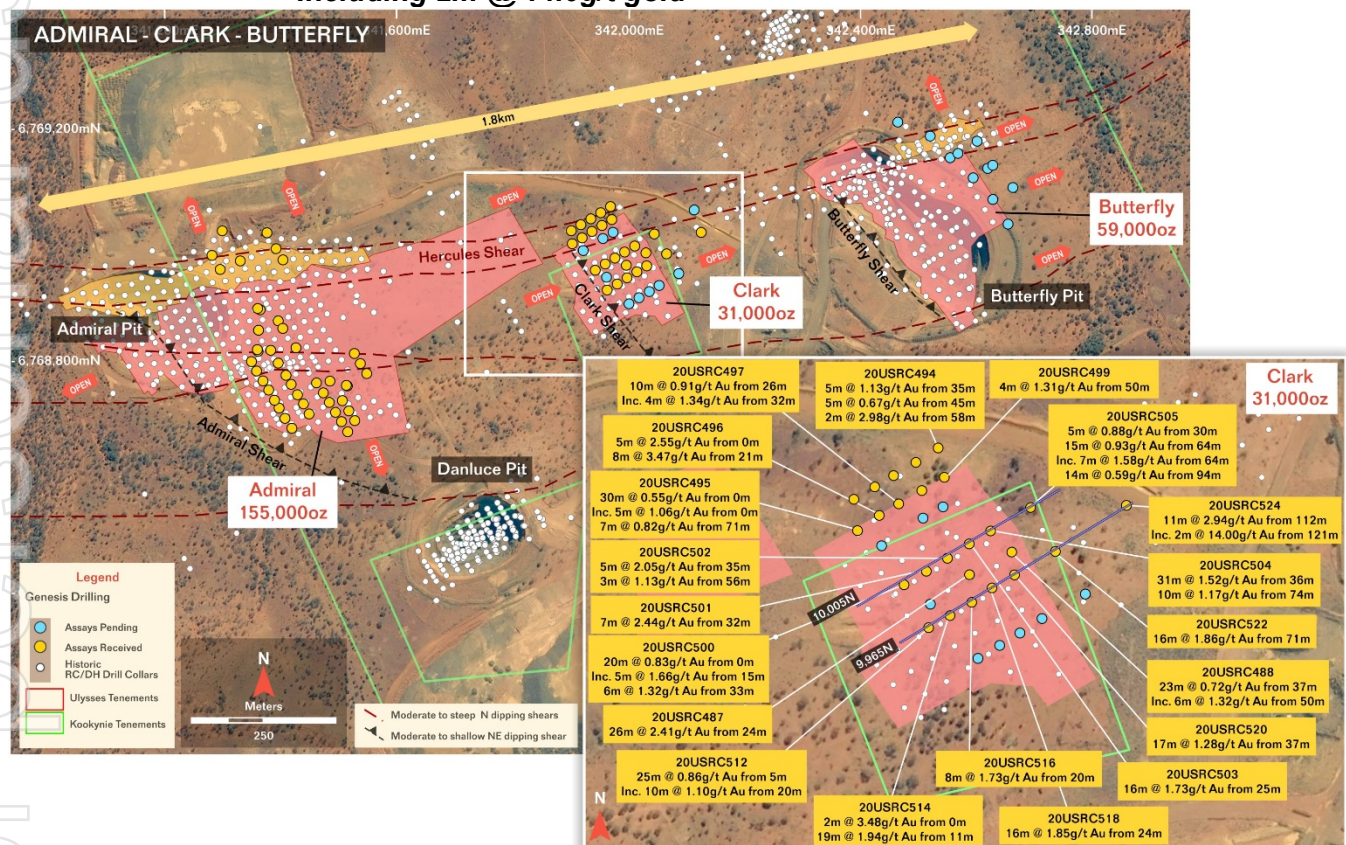 including 2m @ 14.0g/t gold
ADMIRAL - CLARK - BUTTERFLY
341,600mE
342,000mE
342,400mE
342,800mE
6,769,200mN
6,768,800mN
1.8km
OPEN
OPEN
OPEN
OPEN
OPEN
OPEN
OPEN
OPEN
OPEN
OPEN
OPEN
OPEN
Hercules Shear
Clark Shear
Butterfly Shear
Admiral Shear
Admiral Pit
Butterfly Pit
Danluce Pit
Butterfly
59,000oz
Clark
31,000oz
Admiral
155,000oz
Legend
Genesis Drilling
Assays Pending
Assays Received
Historic
RC/DH Drill Collars
Ulysses Tenements
Kookynie Tenements
N
Meters
250
Moderate to steep N dipping shears
Moderate to shallow NE dipping shear
Clark
31,000oz
20USRC497
10m @ 0.91g/t Au from 26m
Inc. 4m @ 1.34g/t Au from 32m
20USRC494
5m @ 1.13g/t Au from 35m
5m @ 0.67g/t Au from 45m
2m @ 2.98g/t Au from 58m
20USRC499
4m @ 1.31g/t Au from 50m
20USRC496
5m @ 2.55g/t Au from 0m
8m @ 3.47g/t Au from 21m
20USRC505
5m @ 0.88g/t Au from 30m
15m @ 0.93g/t Au from 64m
Inc. 7m @ 1.58g/t Au from 64m
14m @ 0.59g/t Au from 94m
20USRC495
30m @ 0.55g/t Au from 0m
Inc. 5m @ 1.06g/t Au from 0m
7m @ 0.82g/t Au from 71m
20USRC524
11m @ 2.94g/t Au from 112m
Inc. 2m @ 14.00g/t Au from 121m
20USRC502
5m @ 2.05g/t Au from 35m
3m @ 1.13g/t Au from 56m
20USRC504
31m @ 1.52g/t Au from 36m
10m @ 1.17g/t Au from 74m
20USRC501
7m @ 2.44g/t Au from 32m
10,005N
9,965N
20USRC522
16m @ 1.86g/t Au from 71m
20USRC500
20m @ 0.83g/t Au from 0m
Inc. 5m @ 1.66g/t Au from 15m
6m @ 1.32g/t Au from 33m
20USRC488
23m @ 0.72g/t Au from 37m
Inc. 6m @ 1.32g/t Au from 50m
20USRC487
26m @ 2.41g/t Au from 24m
20USRC520
17m @ 1.28g/t Au from 37m
20USRC512
25m @ 0.86g/t Au from 5m
Inc. 10m @ 1.10g/t Au from 20m
20USRC516
8m @ 1.73g/t Au from 20m
20USRC503
16m @ 1.73g/t Au from 25m
20USRC514
2m @ 3.48g/t Au from 0m
19m @ 1.94g/t Au from 11m
20USRC518
16m @ 1.85g/t Au from 24m
N